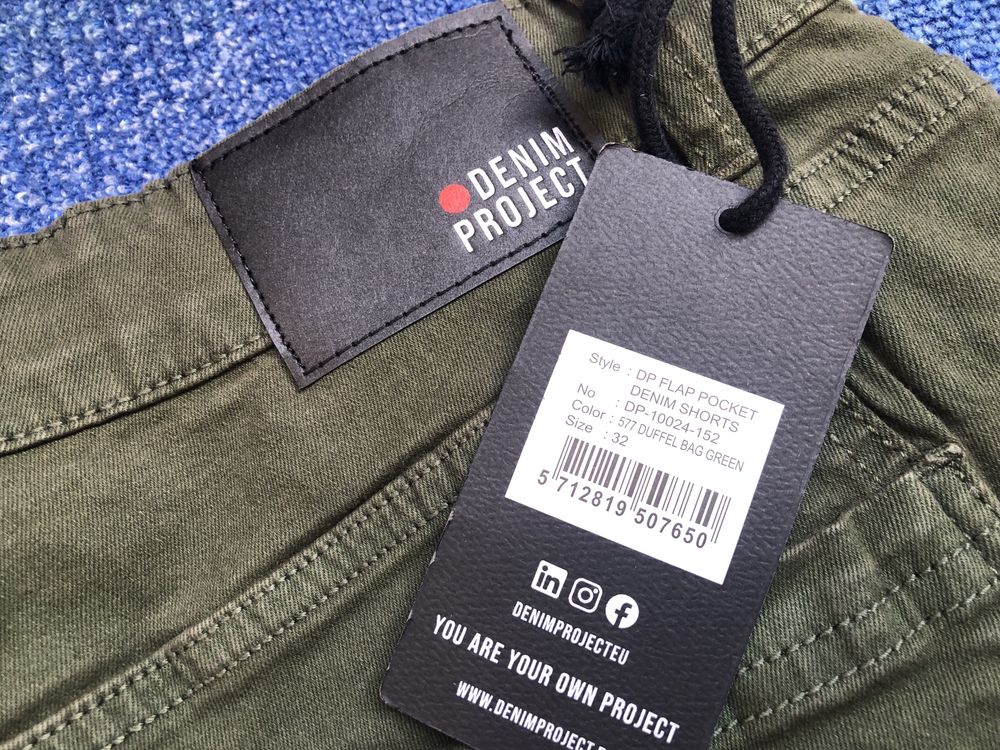 DENIM
PROJECT
Style : DP FLAP POCKET
DENIM SHORTS
No : DP-10024-152
Color : 577 DUFFEL BAG GREEN
Size : 32
5 712819 507650
in f
DENIMPROJECTEU
YOU ARE YOUR OWN PROJECT
WWW.DENIMPROJECT.